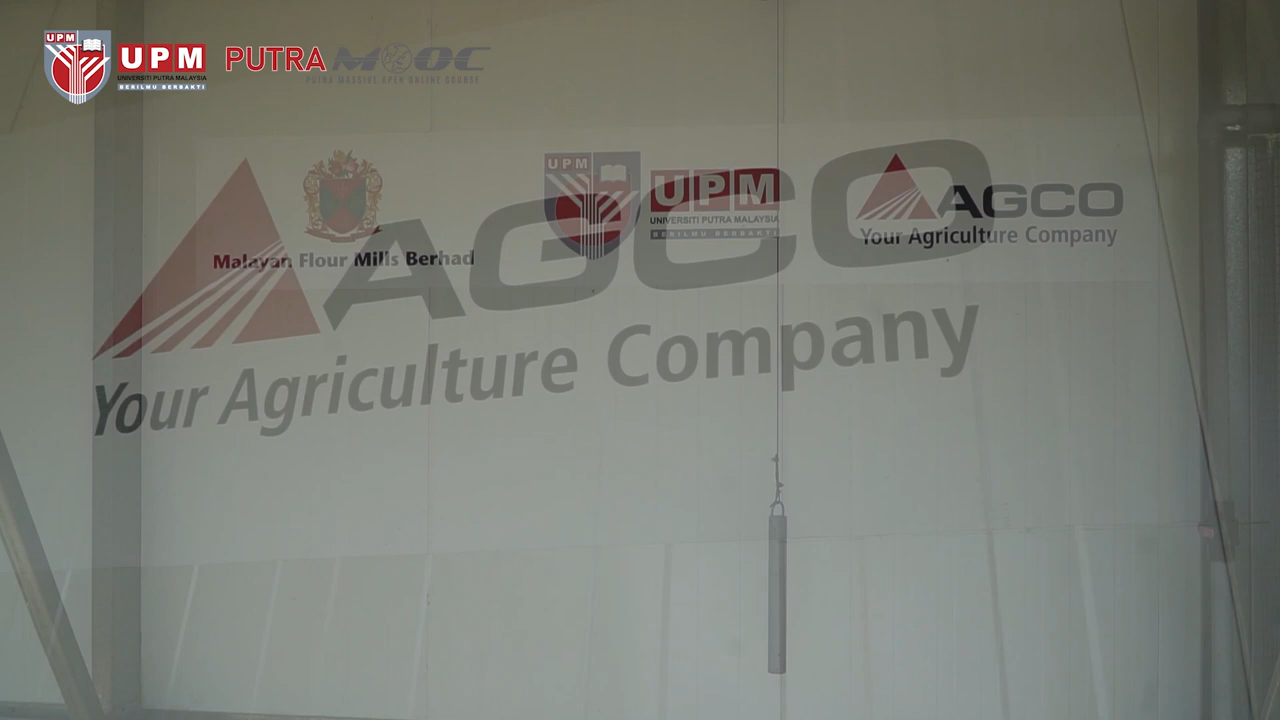 UPM
UPM
UNIVERSITI PUTRA MALAYSIA
BERILMU BERBAKTI
PUTRA MOOC
PUTRA MASSIVE OPEN ONLINE COURSE
Malayan Flour Mills Berhad
UPM
UPM
UNIVERSITI PUTRA MALAYSIA
BERILMU BERBAKTI
AGCO
Your Agriculture Company
AGCO
Your Agriculture Company